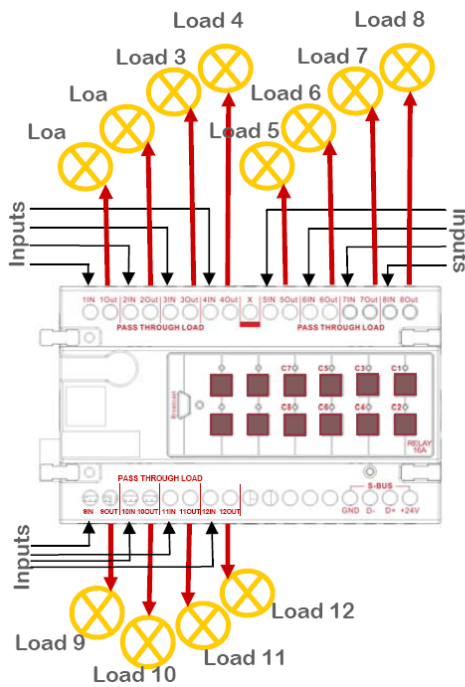 Load 4
Load 8
Load 3
Load 7
Loa
Load 6
Loa
Load 5
Inputs
Inputs
1IN 1Out 2IN 2Out 3IN 3Out 4IN 4Out X 5IN 5Out 6IN 6Out 7IN 7Out 8IN 8Out
PASS THROUGH LOAD PASS THROUGH LOAD
C7 C5 C3 C1
Broadcast
C8 C6 C4 C2
RELAY
16A
PASS THROUGH LOAD
S-BUS
9IN 9OUT 10IN 10OUT 11IN 11OUT 12IN 12OUT GND D- D+ +24V
Inputs
Load 12
Load 9
Load 11
Load 10